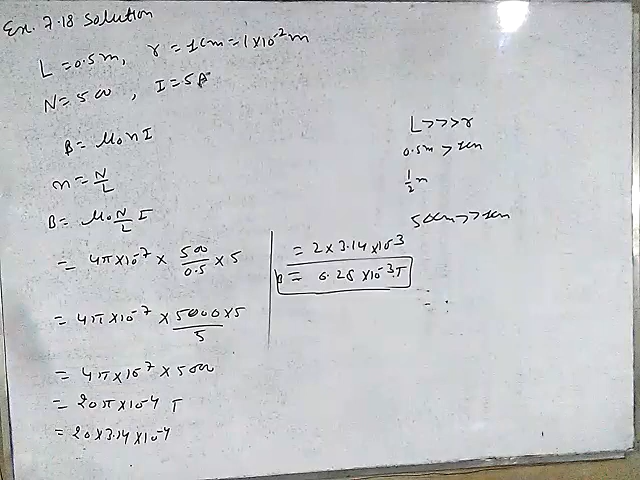 Ex. 7.18 Solution
L = 0.5m, r = 1cm = 1×10⁻² m
N = 500 , I = 5A
B = μ₀nI
n = N/L
B = μ₀ N/L I
= 4π×10⁻⁷ × 500/0.5 × 5
= 4π×10⁻⁷ × 5000×5/5
= 4π×10⁻⁷ × 5000
= 20π×10⁻⁴ T
= 20×3.14×10⁻⁴
= 2×3.14×10⁻³
B = 6.28×10⁻³T
= :
L>>>r
0.5m > 1cm
1/2 m
50cm>>1cm